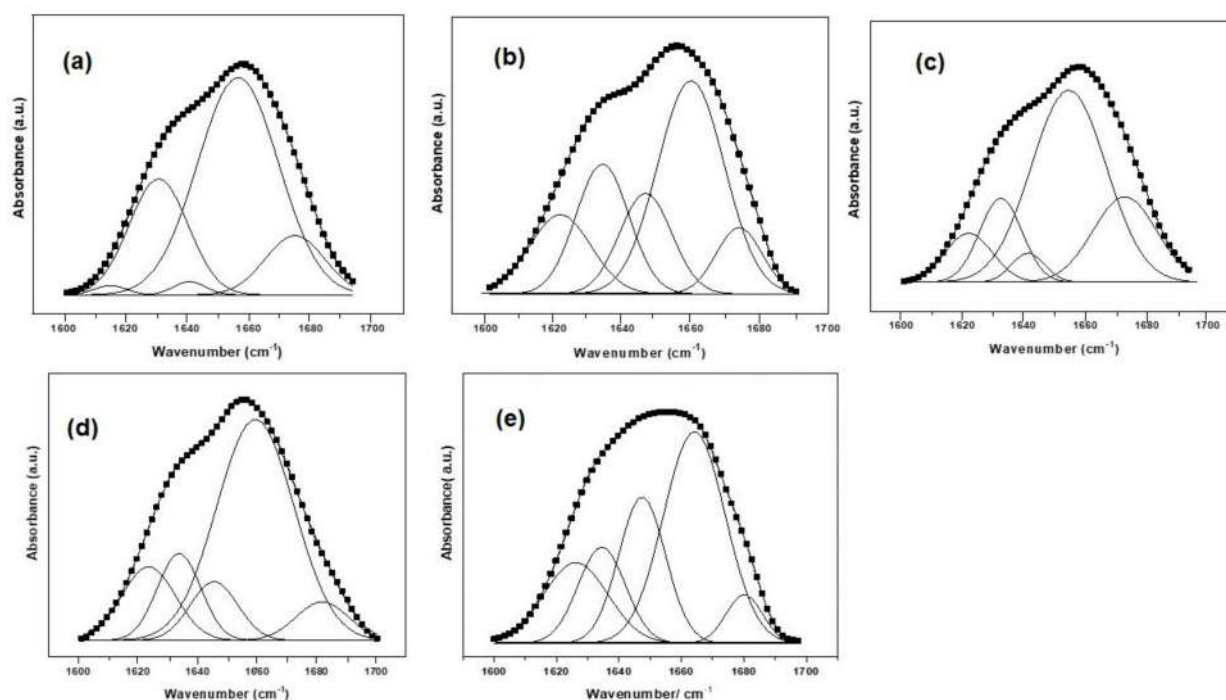 (a)
Absorbance (a.u.)
1600 1620 1640 1660 1680 1700
Wavenumber (cm⁻¹)
(b)
Absorbance (a.u.)
1600 1620 1640 1660 1680 1700
Wavenumber (cm⁻¹)
(c)
Absorbance (a.u.)
1600 1620 1640 1660 1680 1700
Wavenumber (cm⁻¹)
(d)
Absorbance (a.u.)
1600 1620 1640 1660 1680 1700
Wavenumber (cm⁻¹)
(e)
Absorbance( a.u.)
1600 1620 1640 1660 1680 1700
Wavenumber/ cm⁻¹